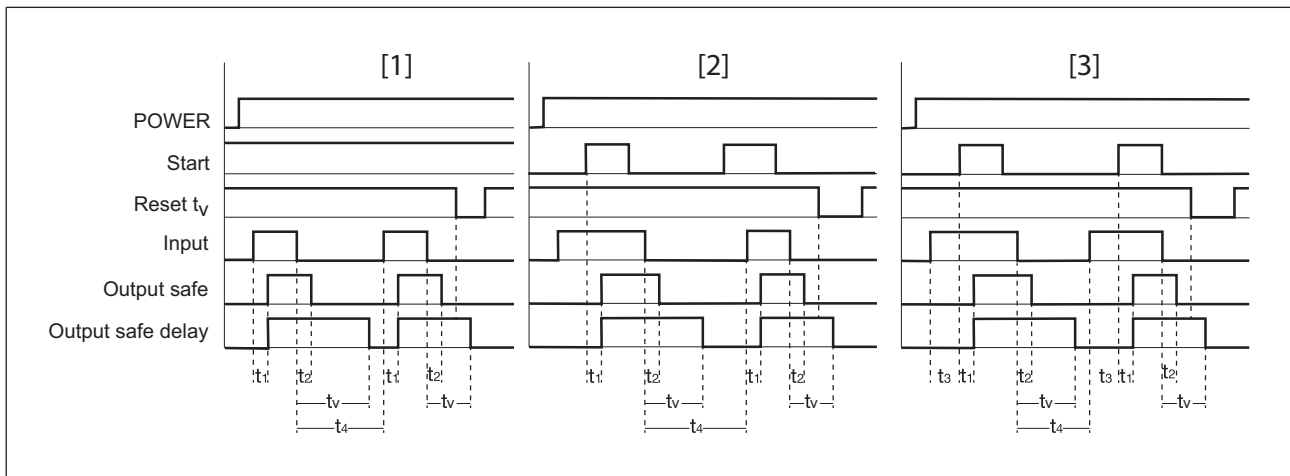 [1] [2] [3]
POWER
Start
Reset tv
Input
Output safe
Output safe delay
t1 t2 t1 t2 t1 t2 t1 t2 t3 t1 t2 t3 t1 t2
tv tv tv tv tv tv
t4 t4 t4